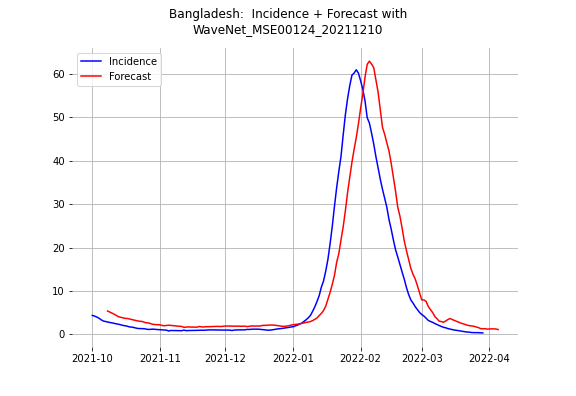 Bangladesh:  Incidence + Forecast with
WaveNet_MSE00124_20211210
Incidence
Forecast
60
50
40
30
20
10
0
2021-10 2021-11 2021-12 2022-01 2022-02 2022-03 2022-04